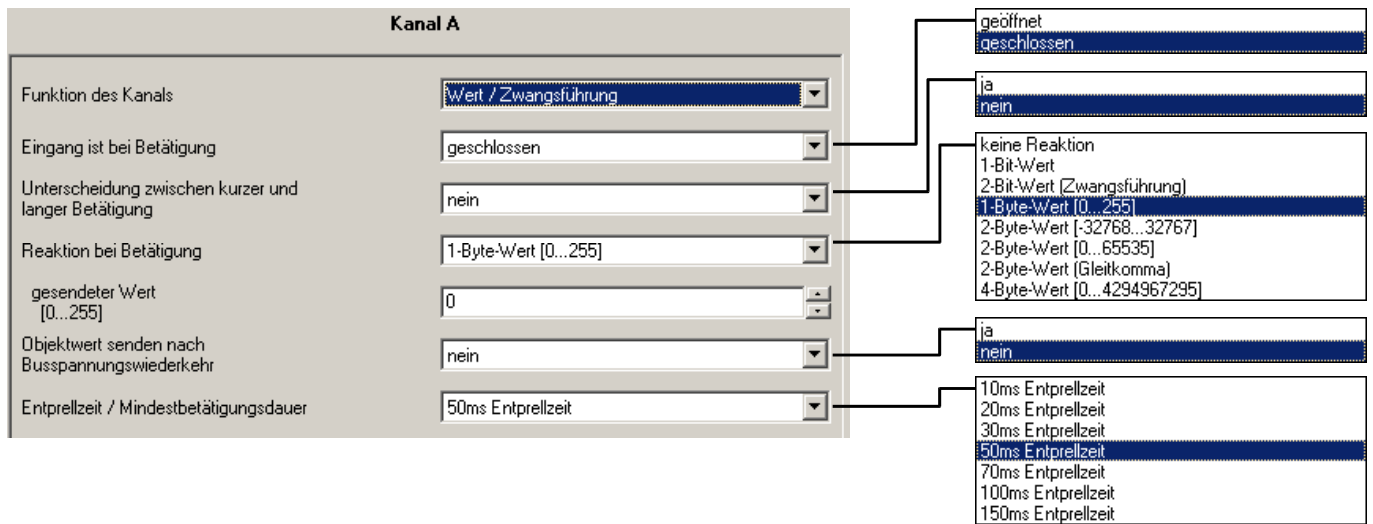 Kanal A
Funktion des Kanals
Wert / Zwangsführung
Eingang ist bei Betätigung
geschlossen
Unterscheidung zwischen kurzer und
langer Betätigung
nein
Reaktion bei Betätigung
1-Byte-Wert [0...255]
gesendeter Wert
[0...255]
0
Objektwert senden nach
Busspannungswiederkehr
nein
Entprellzeit / Mindestbetätigungsdauer
50ms Entprellzeit
geöffnet
geschlossen
ja
nein
keine Reaktion
1-Bit-Wert
2-Bit-Wert (Zwangsführung)
1-Byte-Wert [0...255]
2-Byte-Wert [-32768...32767]
2-Byte-Wert [0...65535]
2-Byte-Wert (Gleitkomma)
4-Byte-Wert [0...4294967295]
ja
nein
10ms Entprellzeit
20ms Entprellzeit
30ms Entprellzeit
50ms Entprellzeit
70ms Entprellzeit
100ms Entprellzeit
150ms Entprellzeit